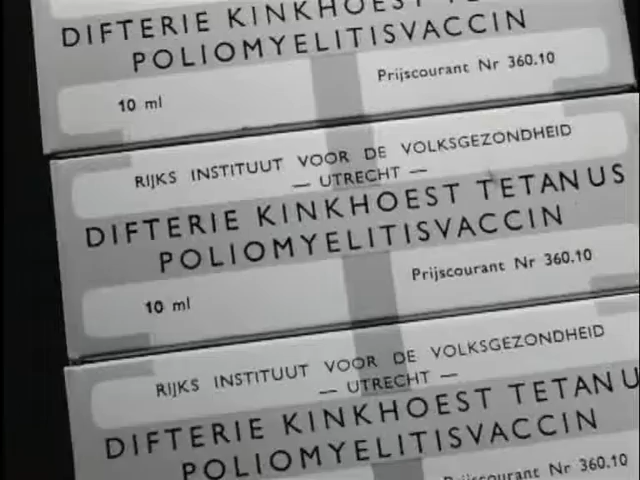 DIFTERIE KINKHOEST
POLIOMYELITISVACCIN
10 ml
Prijscourant Nr 360.10
RIJKS INSTITUUT VOOR DE VOLKSGEZONDHEID
— UTRECHT —
DIFTERIE KINKHOEST TETANUS
POLIOMYELITISVACCIN
10 ml
Prijscourant Nr 360.10
RIJKS INSTITUUT VOOR DE VOLKSGEZONDHEID
— UTRECHT —
DIFTERIE KINKHOEST TETANU
POLIOMYELITISVACCIN
Prijscourant Nr 360.10